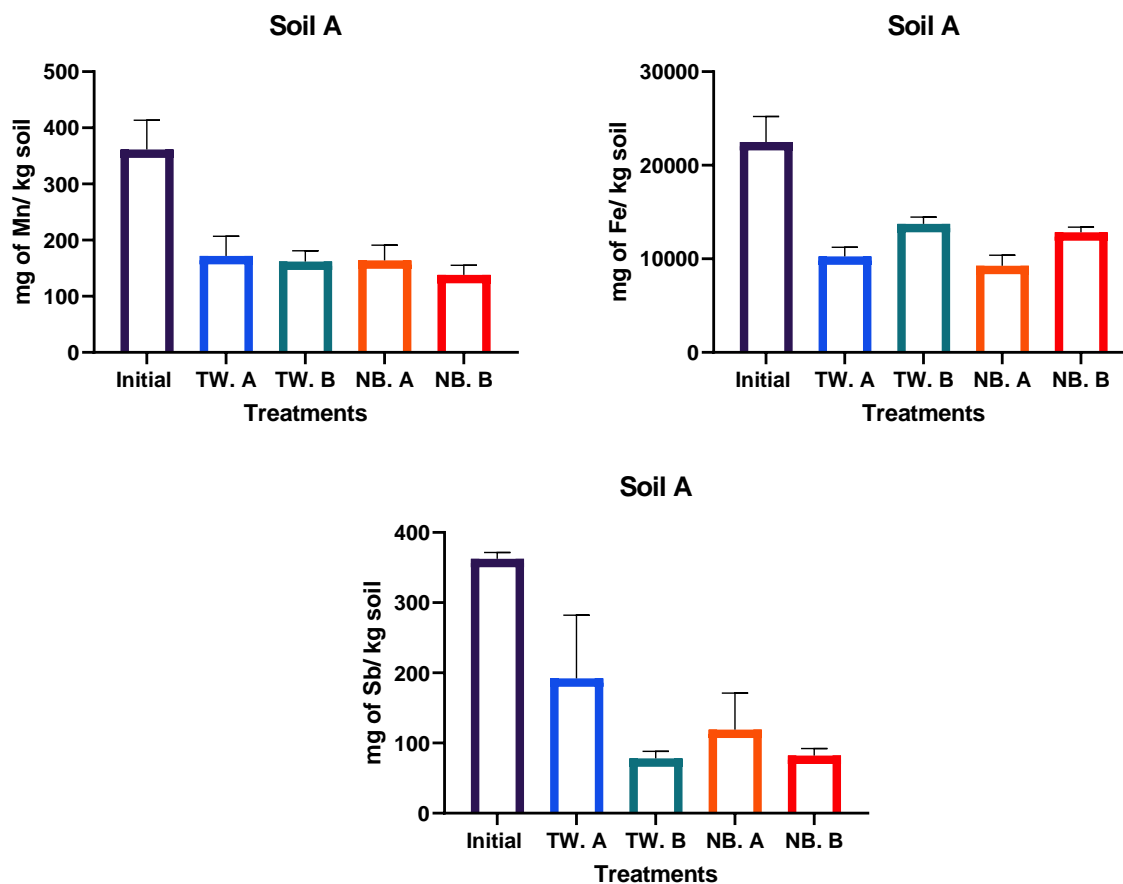 Soil A
mg of Mn/ kg soil
500
400
300
200
100
0
Initial TW. A TW. B NB. A NB. B
Treatments
Soil A
mg of Fe/ kg soil
30000
20000
10000
0
Initial TW. A TW. B NB. A NB. B
Treatments
Soil A
mg of Sb/ kg soil
400
300
200
100
0
Initial TW. A TW. B NB. A NB. B
Treatments